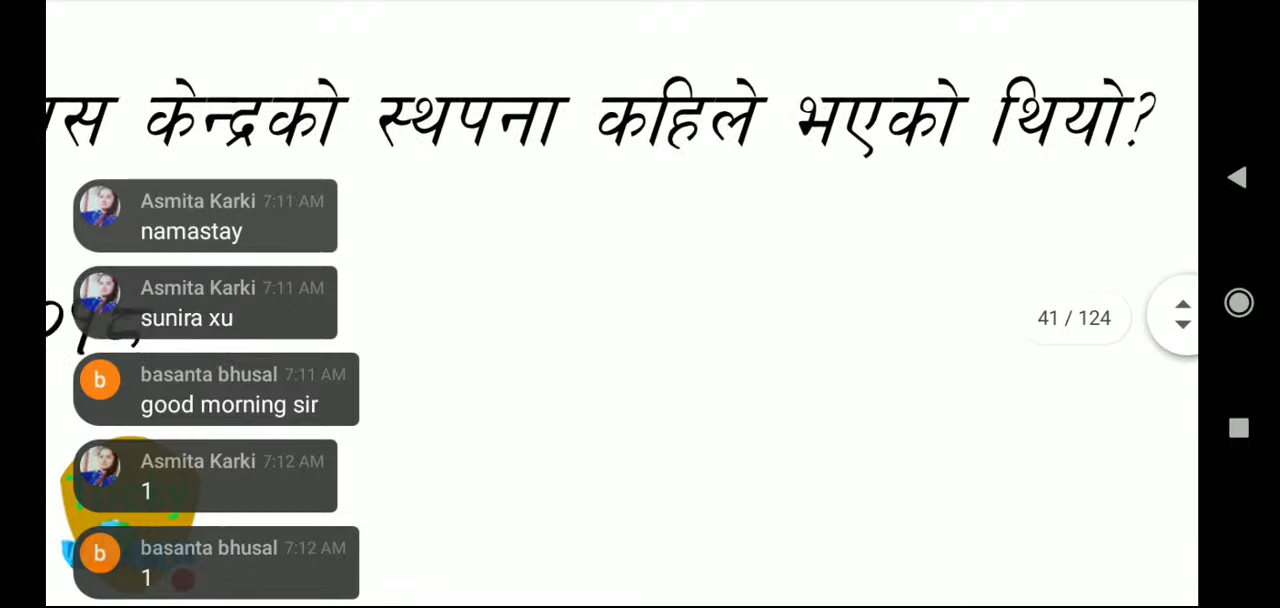 केन्द्रको स्थपना कहिले भएको थियो?
Asmita Karki 7:11 AM
namastay
Asmita Karki 7:11 AM
sunira xu
41 / 124
b basanta bhusal 7:11 AM
good morning sir
Asmita Karki 7:12 AM
1
b basanta bhusal 7:12 AM
1